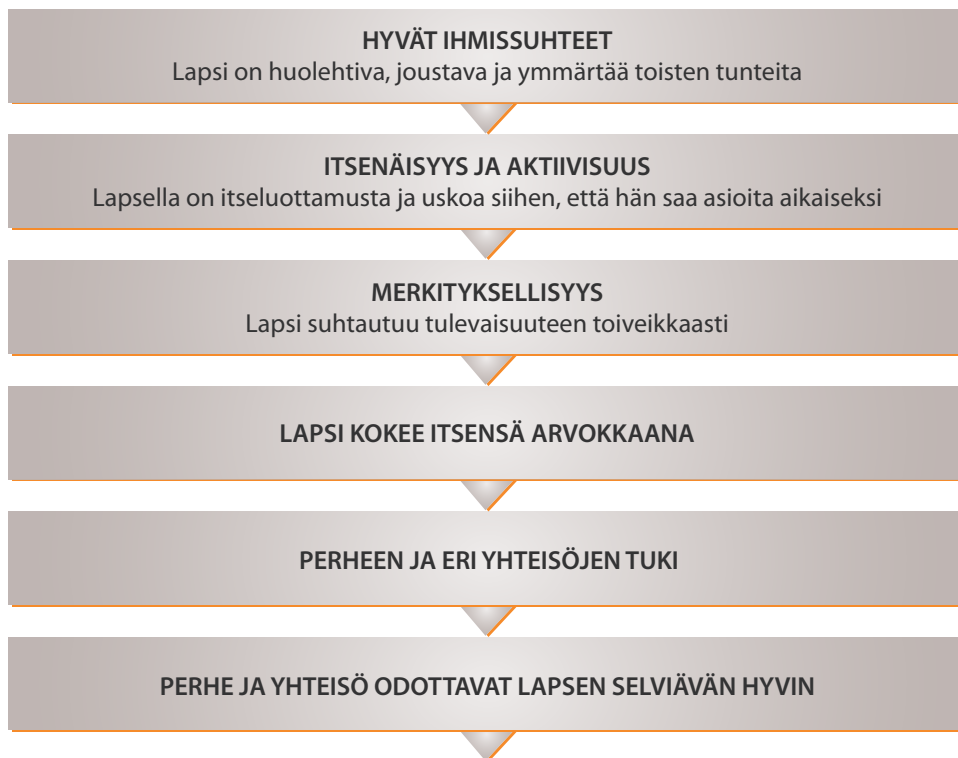 HYVÄT IHMISSUHTEET
Lapsi on huolehtiva, joustava ja ymmärtää toisten tunteita
ITSENÄISYYS JA AKTIIVISUUS
Lapsella on itseluottamusta ja uskoa siihen, että hän saa asioita aikaiseksi
MERKITYKSELLISYYS
Lapsi suhtautuu tulevaisuuteen toiveikkaasti
LAPSI KOKEE ITSENSÄ ARVOKKAANA
PERHEEN JA ERI YHTEISÖJEN TUKI
PERHE JA YHTEISÖ ODOTTAVAT LAPSEN SELVIÄVÄN HYVIN